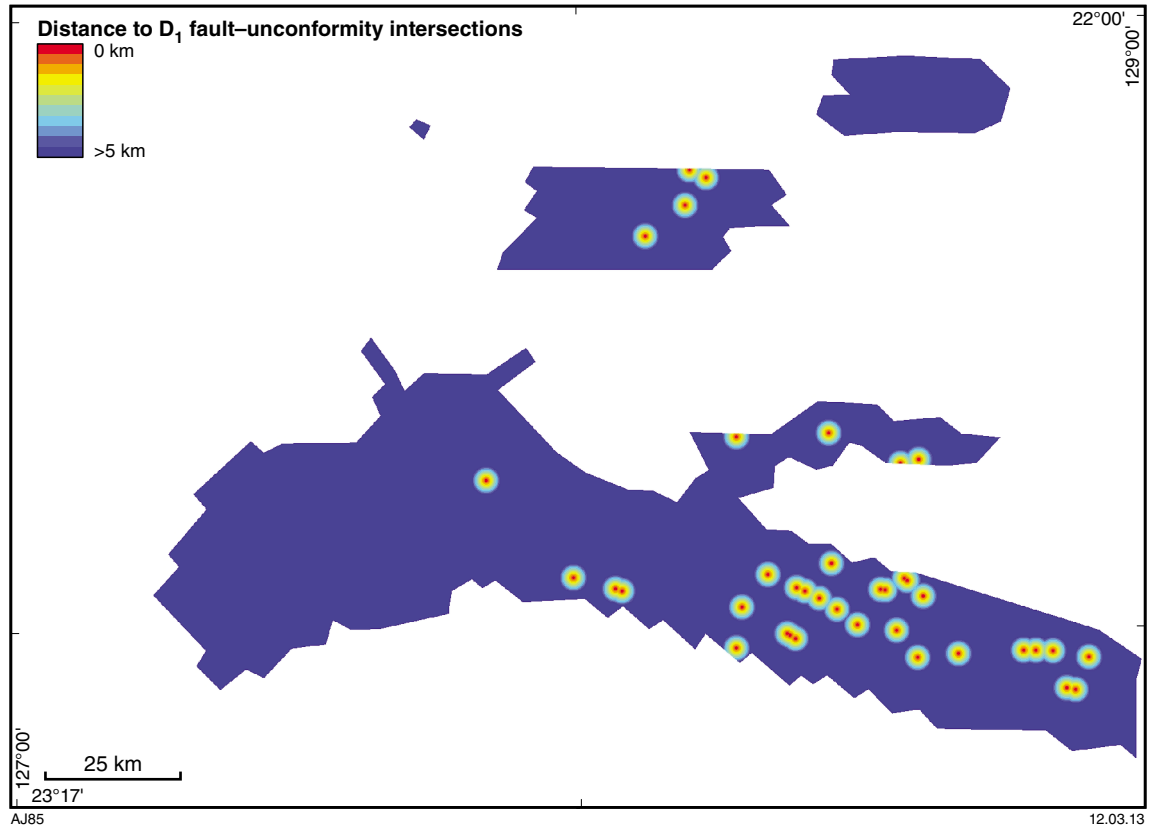 Distance to D₁ fault–unconformity intersections
0 km
>5 km
22°00'
129°00'
127°00'
25 km
23°17'
AJ85
12.03.13